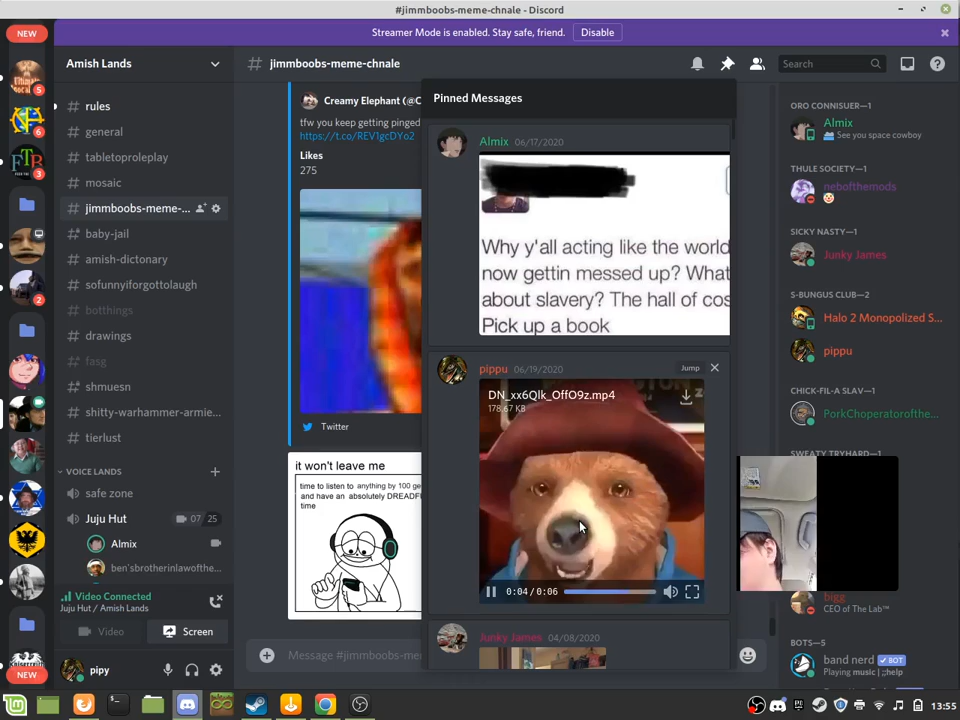 #jimmboobs-meme-chnale - Discord
Streamer Mode is enabled. Stay safe, friend.
Disable
NEW
5
6
3
2
NEW
Amish Lands
rules
general
tabletoproleplay
mosaic
jimmboobs-meme-...
baby-jail
amish-dictonary
sofunnyiforgottolaugh
botthings
drawings
fasg
shmuesn
shitty-warhammer-armie...
tierlust
VOICE LANDS
safe zone
Juju Hut
07
25
Almix
ben'sbrotherinlawofthe...
Video Connected
Juju Hut / Amish Lands
Video
Screen
pipy
jimmboobs-meme-chnale
Search
Creamy Elephant (@C
tfw you keep getting pinged
https://t.co/REV1gcDYo2
Likes
275
Twitter
it won't leave me
time to listen to anything by 100 ge
and have an absolutely DREADF
time
Message #jimmboobs-me
Pinned Messages
Almix 06/17/2020
Why y'all acting like the world
now gettin messed up? What
about slavery? The hall of cos
Pick up a book
pippu 06/19/2020
Jump
DN_xx6Qlk_OffO9z.mp4
178.67 KB
0:04/0:06
Junky James 04/08/2020
ORO CONNISUER—1
Almix
See you space cowboy
THULE SOCIETY—1
nebofthemods
SICKY NASTY—1
Junky James
S-BUNGUS CLUB—2
Halo 2 Monopolized S...
pippu
CHICK-FIL-A SLAV—1
PorkChoperatorofthe...
SWEATY TRYHARD—1
bigg
CEO of The Lab™
BOTS—5
band nerd
BOT
Playing music | ;;help
13:55